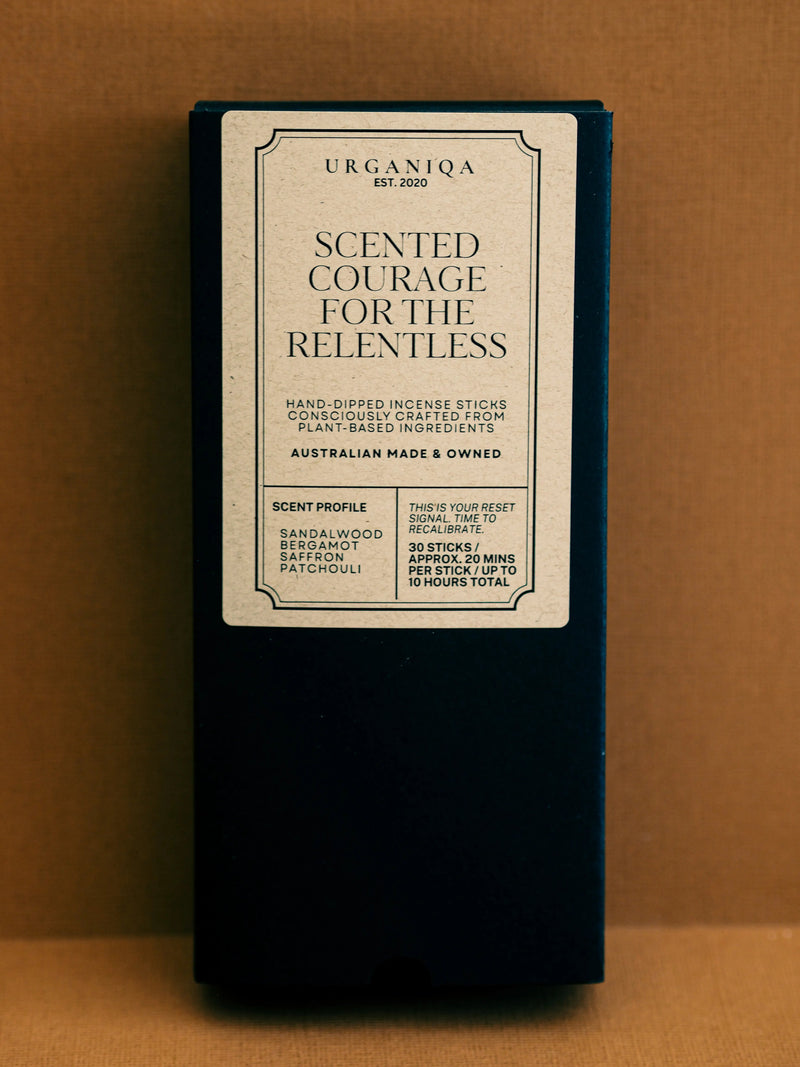 URGANIQA
EST. 2020
SCENTED
COURAGE
FOR THE
RELENTLESS
HAND-DIPPED INCENSE STICKS
CONSCIOUSLY CRAFTED FROM
PLANT-BASED INGREDIENTS
AUSTRALIAN MADE & OWNED
SCENT PROFILE
SANDALWOOD
BERGAMOT
SAFFRON
PATCHOULI
THIS IS YOUR RESET
SIGNAL. TIME TO
RECALIBRATE.
30 STICKS /
APPROX. 20 MINS
PER STICK / UP TO
10 HOURS TOTAL